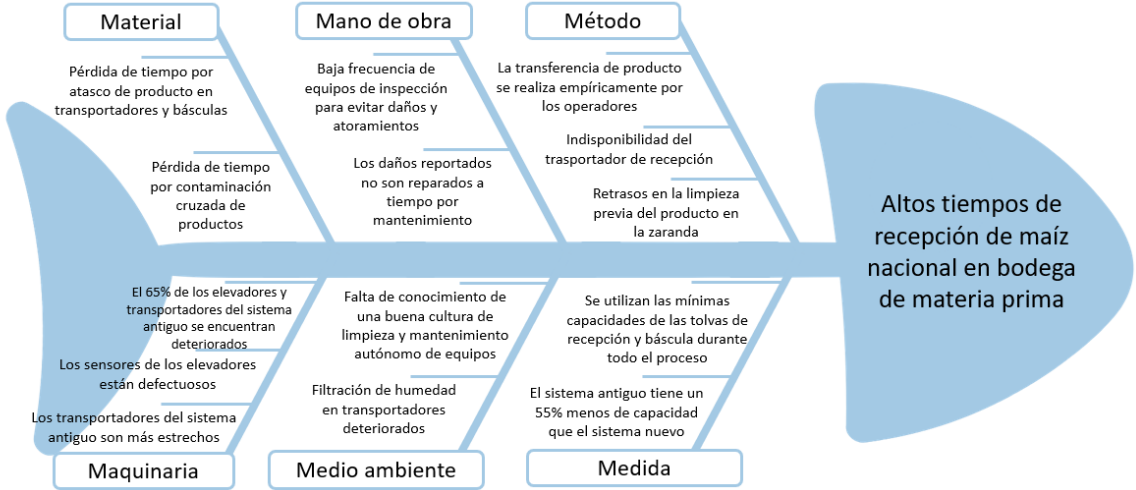 Material
Mano de obra
Método
Pérdida de tiempo por
atasco de producto en
transportadores y básculas
Pérdida de tiempo
por contaminación
cruzada de
productos
Baja frecuencia de
equipos de inspección
para evitar daños y
atoramientos
Los daños reportados
no son reparados a
tiempo por
mantenimiento
La transferencia de producto
se realiza empíricamente por
los operadores
Indisponibilidad del
trasportador de recepción
Retrasos en la limpieza
previa del producto en
la zaranda
Altos tiempos de
recepción de maíz
nacional en bodega
de materia prima
El 65% de los elevadores y
transportadores del sistema
antiguo se encuentran
deteriorados
Los sensores de los elevadores
están defectuosos
Los transportadores del sistema
antiguo son más estrechos
Falta de conocimiento de
una buena cultura de
limpieza y mantenimiento
autónomo de equipos
Filtración de humedad
en transportadores
deteriorados
Se utilizan las mínimas
capacidades de las tolvas de
recepción y báscula durante
todo el proceso
El sistema antiguo tiene un
55% menos de capacidad
que el sistema nuevo
Maquinaria
Medio ambiente
Medida